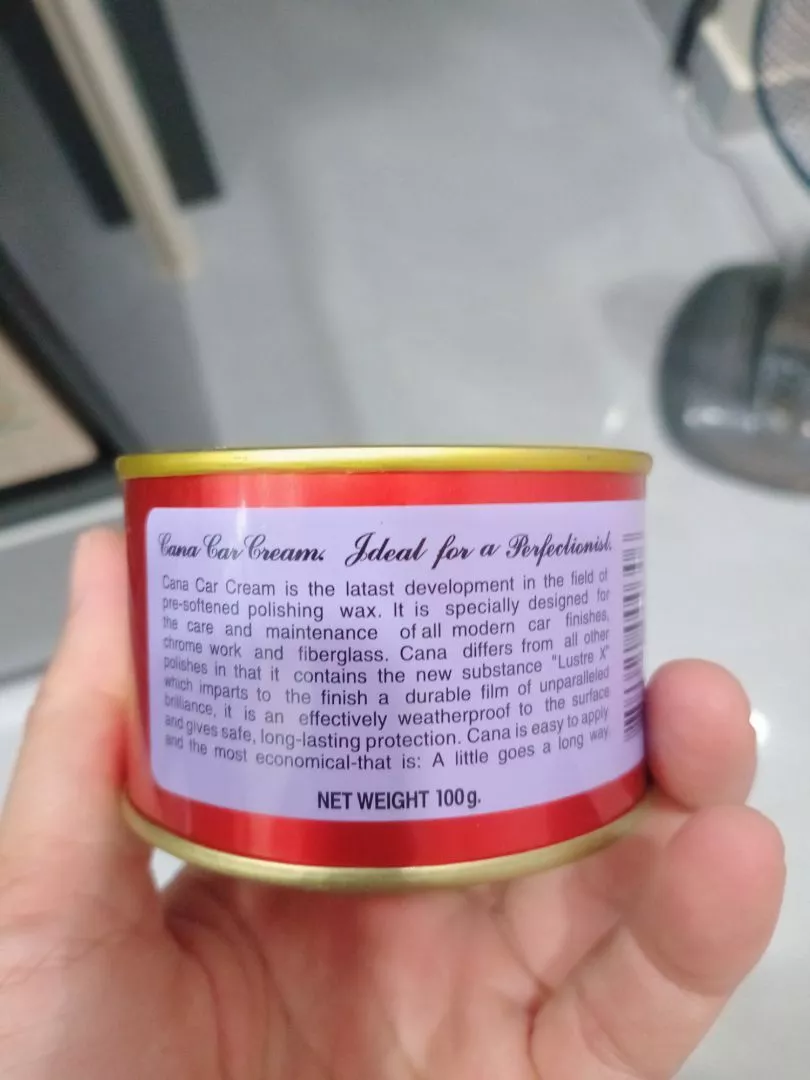 Cana Car Cream. Ideal for a Perfectionist.
Cana Car Cream is the latast development in the field of
pre-softened polishing wax. It is specially designed for
the care and maintenance of all modern car finishes,
chrome work and fiberglass. Cana differs from all other
polishes in that it contains the new substance "Lustre X"
which imparts to the finish a durable film of unparalleled
brilliance, it is an effectively weatherproof to the surface
and gives safe, long-lasting protection. Cana is easy to apply
and the most economical-that is: A little goes a long way.
NET WEIGHT 100g.